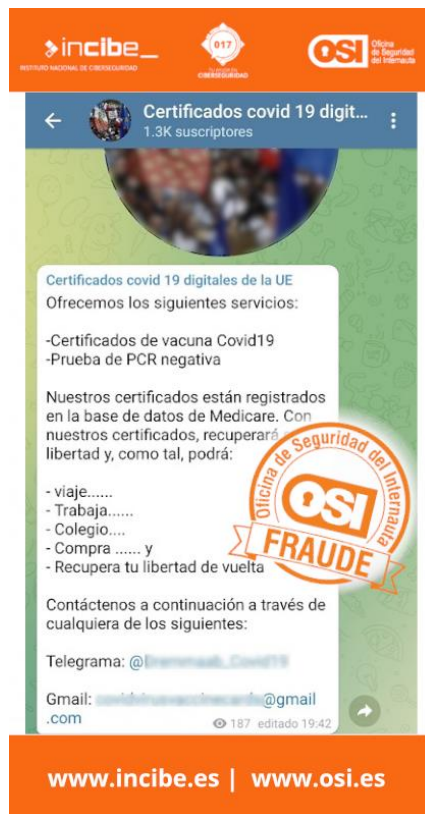 incibe_
INSTITUTO NACIONAL DE CIBERSEGURIDAD
017
TU AYUDA EN
CIBERSEGURIDAD
OSI
Oficina
de Seguridad
del Internauta
Certificados covid 19 digit...
1.3K suscriptores
Certificados covid 19 digitales de la UE
Ofrecemos los siguientes servicios:
-Certificados de vacuna Covid19
-Prueba de PCR negativa
Nuestros certificados están registrados
en la base de datos de Medicare. Con
nuestros certificados, recuperará
libertad y, como tal, podrá:
- viaje......
- Trabaja......
- Colegio....
- Compra ...... y
- Recupera tu libertad de vuelta
Oficina de Seguridad del Internauta
OSI
FRAUDE
Contáctenos a continuación a través de
cualquiera de los siguientes:
Telegrama: @
Gmail: @gmail
.com
187 editado 19:42
www.incibe.es | www.osi.es